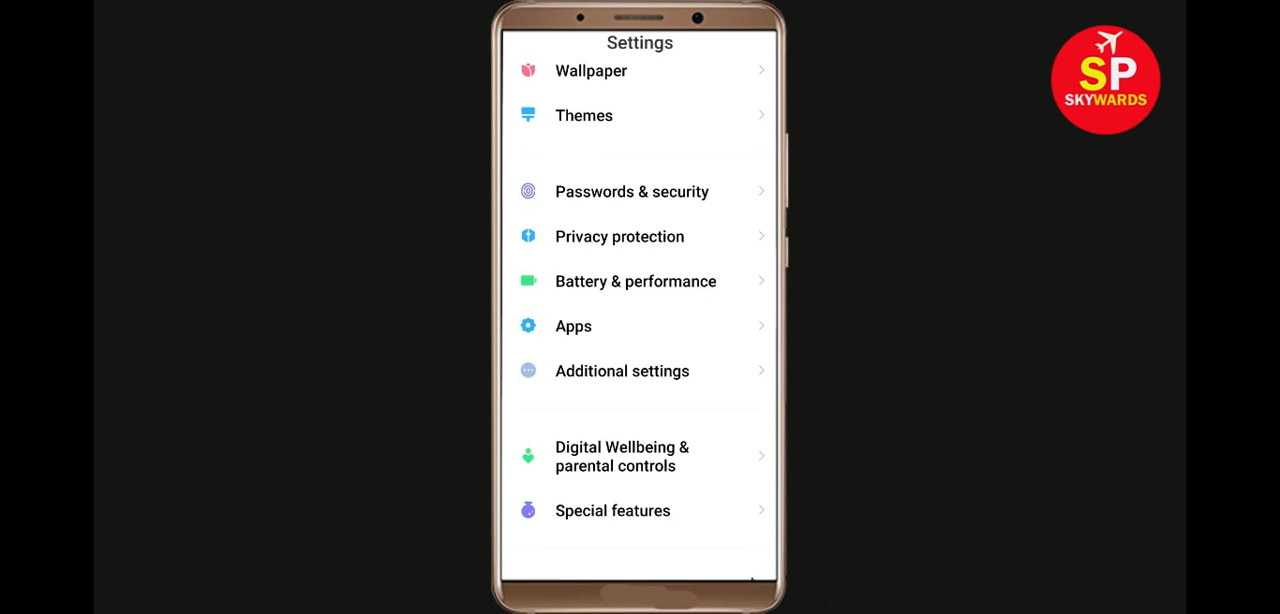 Settings
Wallpaper
Themes
Passwords & security
Privacy protection
Battery & performance
Apps
Additional settings
Digital Wellbeing &
parental controls
Special features
SP
SKYWARDS